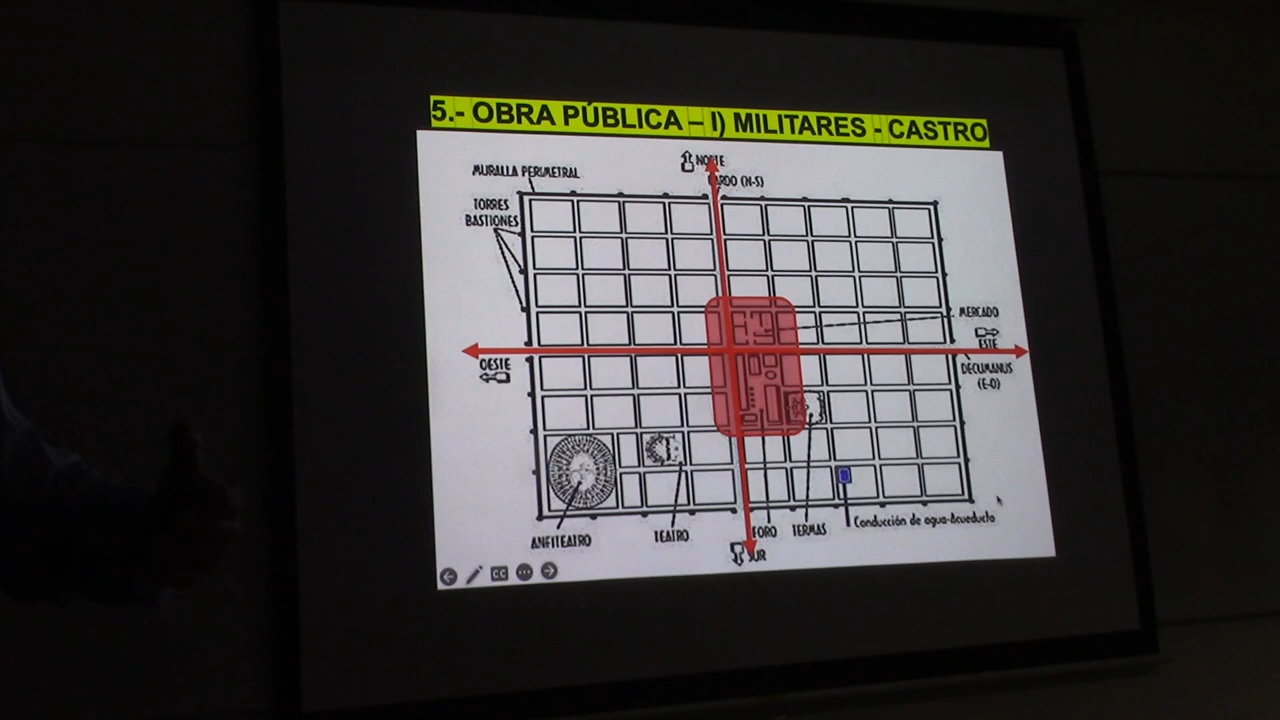 5.- OBRA PÚBLICA – I) MILITARES - CASTRO
NORTE
MURALLA PERIMETRAL
CARDO (N-S)
TORRES
BASTIONES
MERCADO
ESTE
OESTE
DECUMANUS
(E-O)
Conducción de agua-Acueducto
ANFITEATRO
TEATRO
FORO
TERMAS
SUR
CC